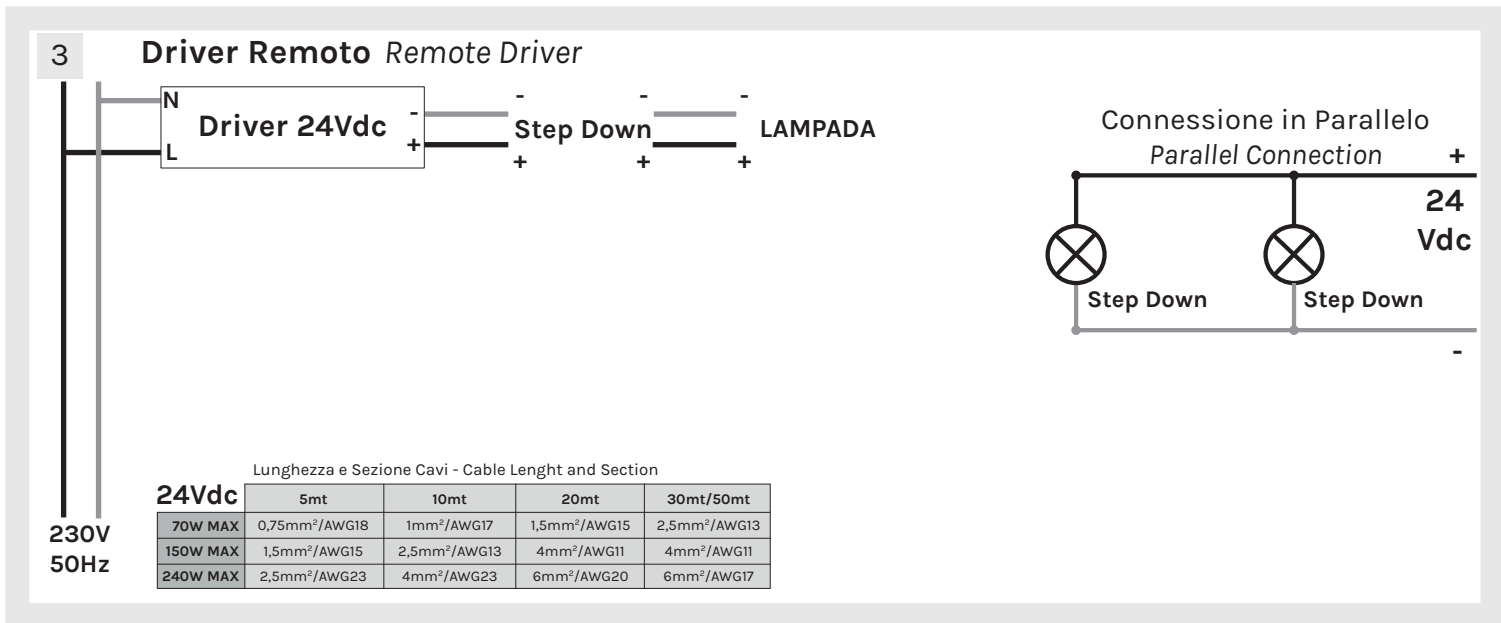 3
Driver Remoto Remote Driver
N
Driver 24Vdc
L
-
+
-
+
Step Down
-
+
-
+
LAMPADA
Connessione in Parallelo
Parallel Connection
+
24
Vdc
Step Down
Step Down
-
230V
50Hz
Lunghezza e Sezione Cavi - Cable Lenght and Section
24Vdc 5mt 10mt 20mt 30mt/50mt
70W MAX 0,75mm²/AWG18 1mm²/AWG17 1,5mm²/AWG15 2,5mm²/AWG13
150W MAX 1,5mm²/AWG15 2,5mm²/AWG13 4mm²/AWG11 4mm²/AWG11
240W MAX 2,5mm²/AWG23 4mm²/AWG23 6mm²/AWG20 6mm²/AWG17